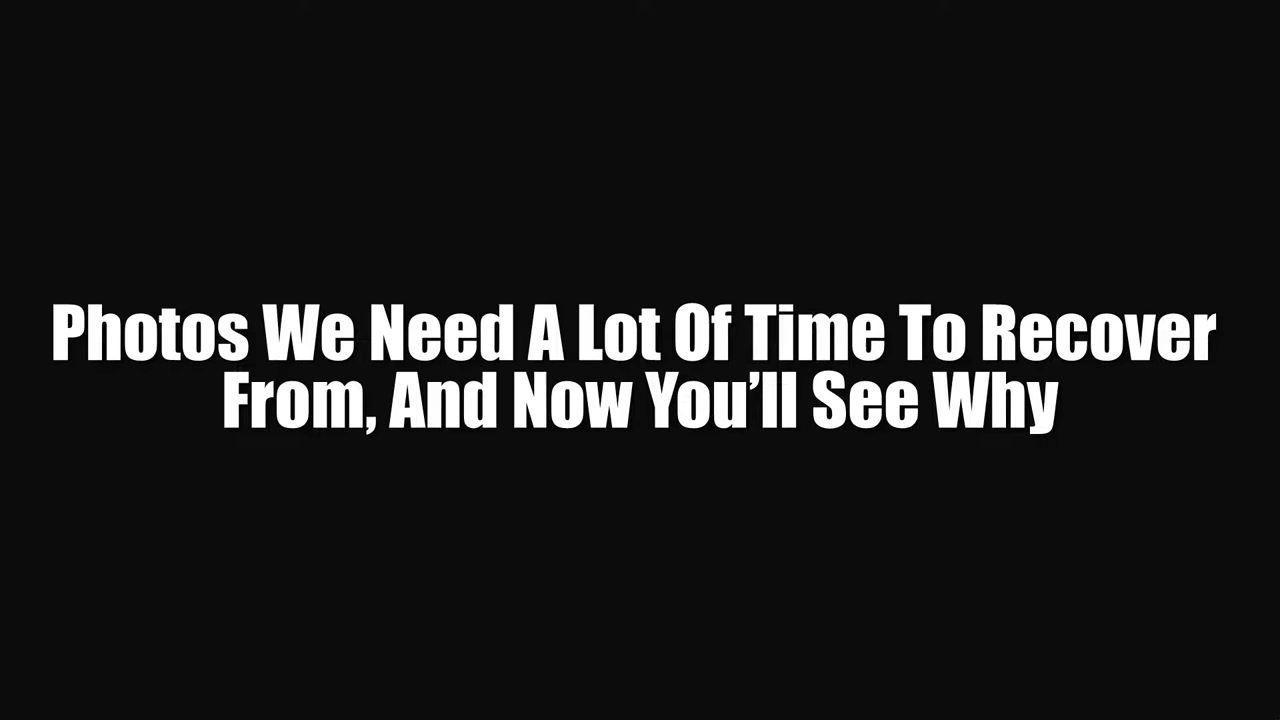 Photos We Need A Lot Of Time To Recover
From, And Now You’ll See Why